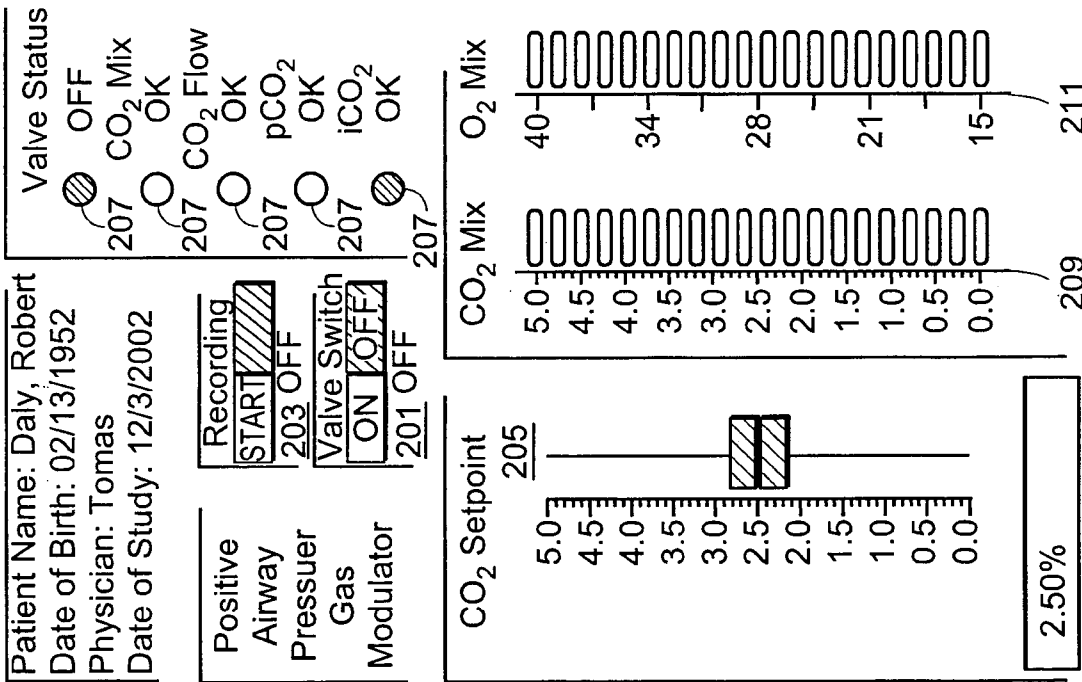 Patient Name: Daly, Robert
Date of Birth: 02/13/1952
Physician: Tomas
Date of Study: 12/3/2002
Positive
Airway
Pressuer
Gas
Modulator
Recording
START
203 OFF
Valve Switch
ON OFF
201 OFF
Valve Status
OFF
207
CO₂ Mix
OK
207
CO₂ Flow
OK
207
pCO₂
OK
207
iCO₂
OK
207
CO₂ Setpoint
205
5.0
4.5
4.0
3.5
3.0
2.5
2.0
1.5
1.0
0.5
0.0
2.50%
CO₂ Mix
5.0
4.5
4.0
3.5
3.0
2.5
2.0
1.5
1.0
0.5
0.0
209
O₂ Mix
40
34
28
21
15
211